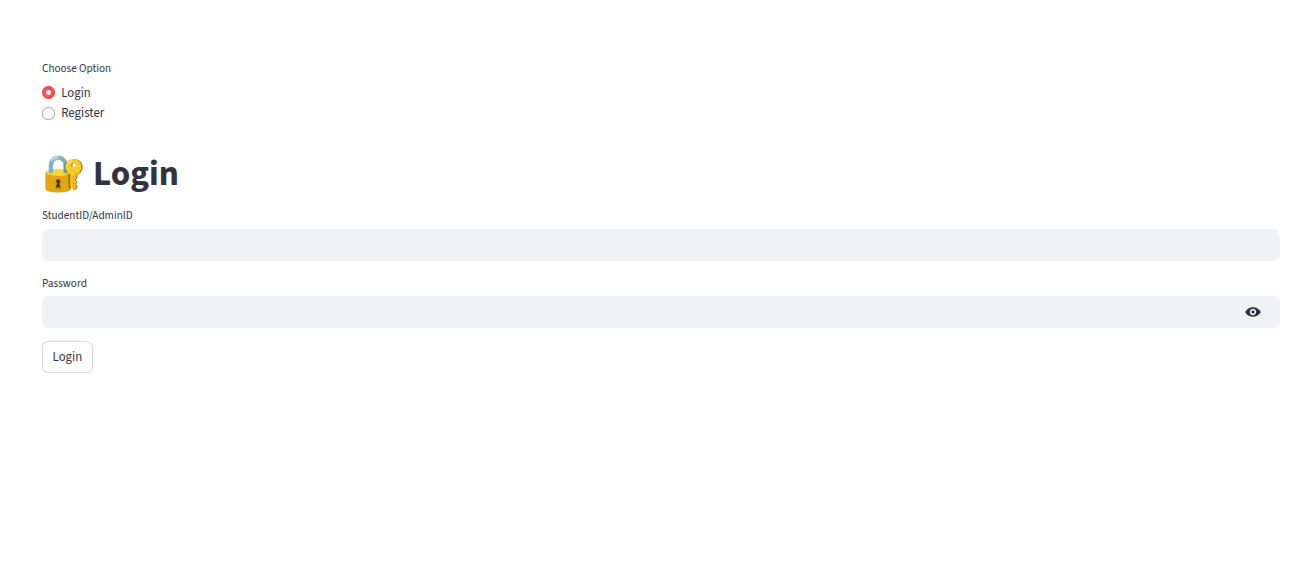 Choose Option
Login
Register
🔐 Login
StudentID/AdminID
Password
Login